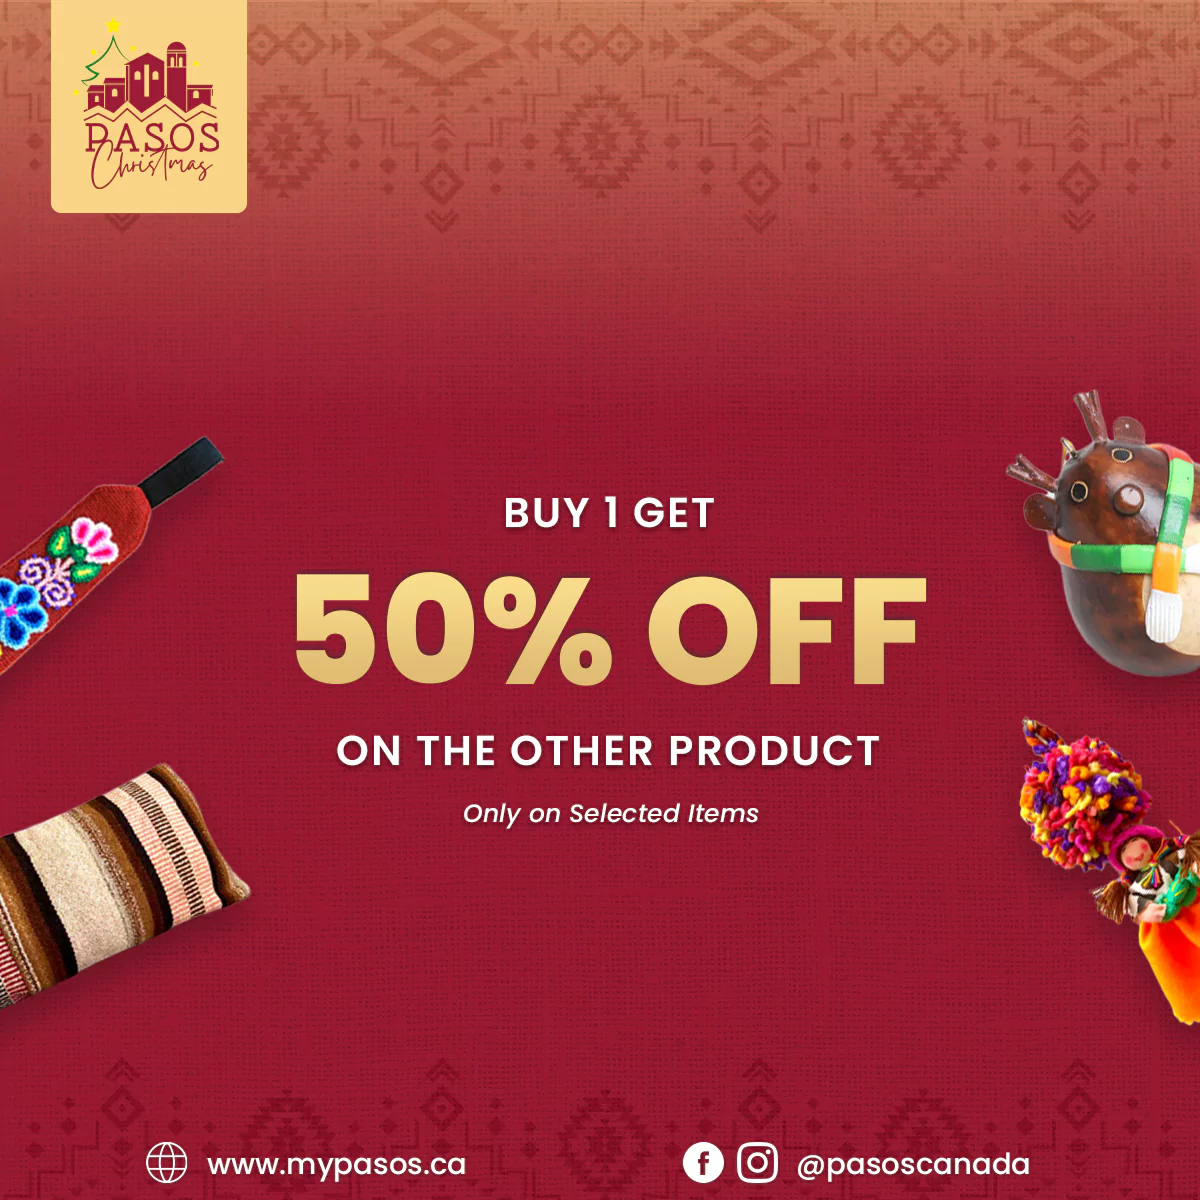 PASOS
Christmas
BUY 1 GET
50% OFF
ON THE OTHER PRODUCT
Only on Selected Items
www.mypasos.ca
@pasoscanada